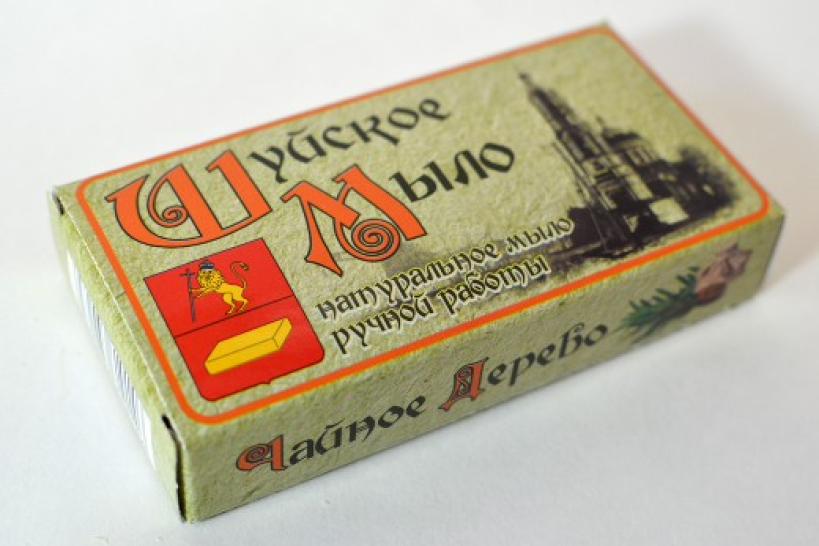 Шуйское
Мыло
натуральное мыло
ручной работы
Чайное Дерево